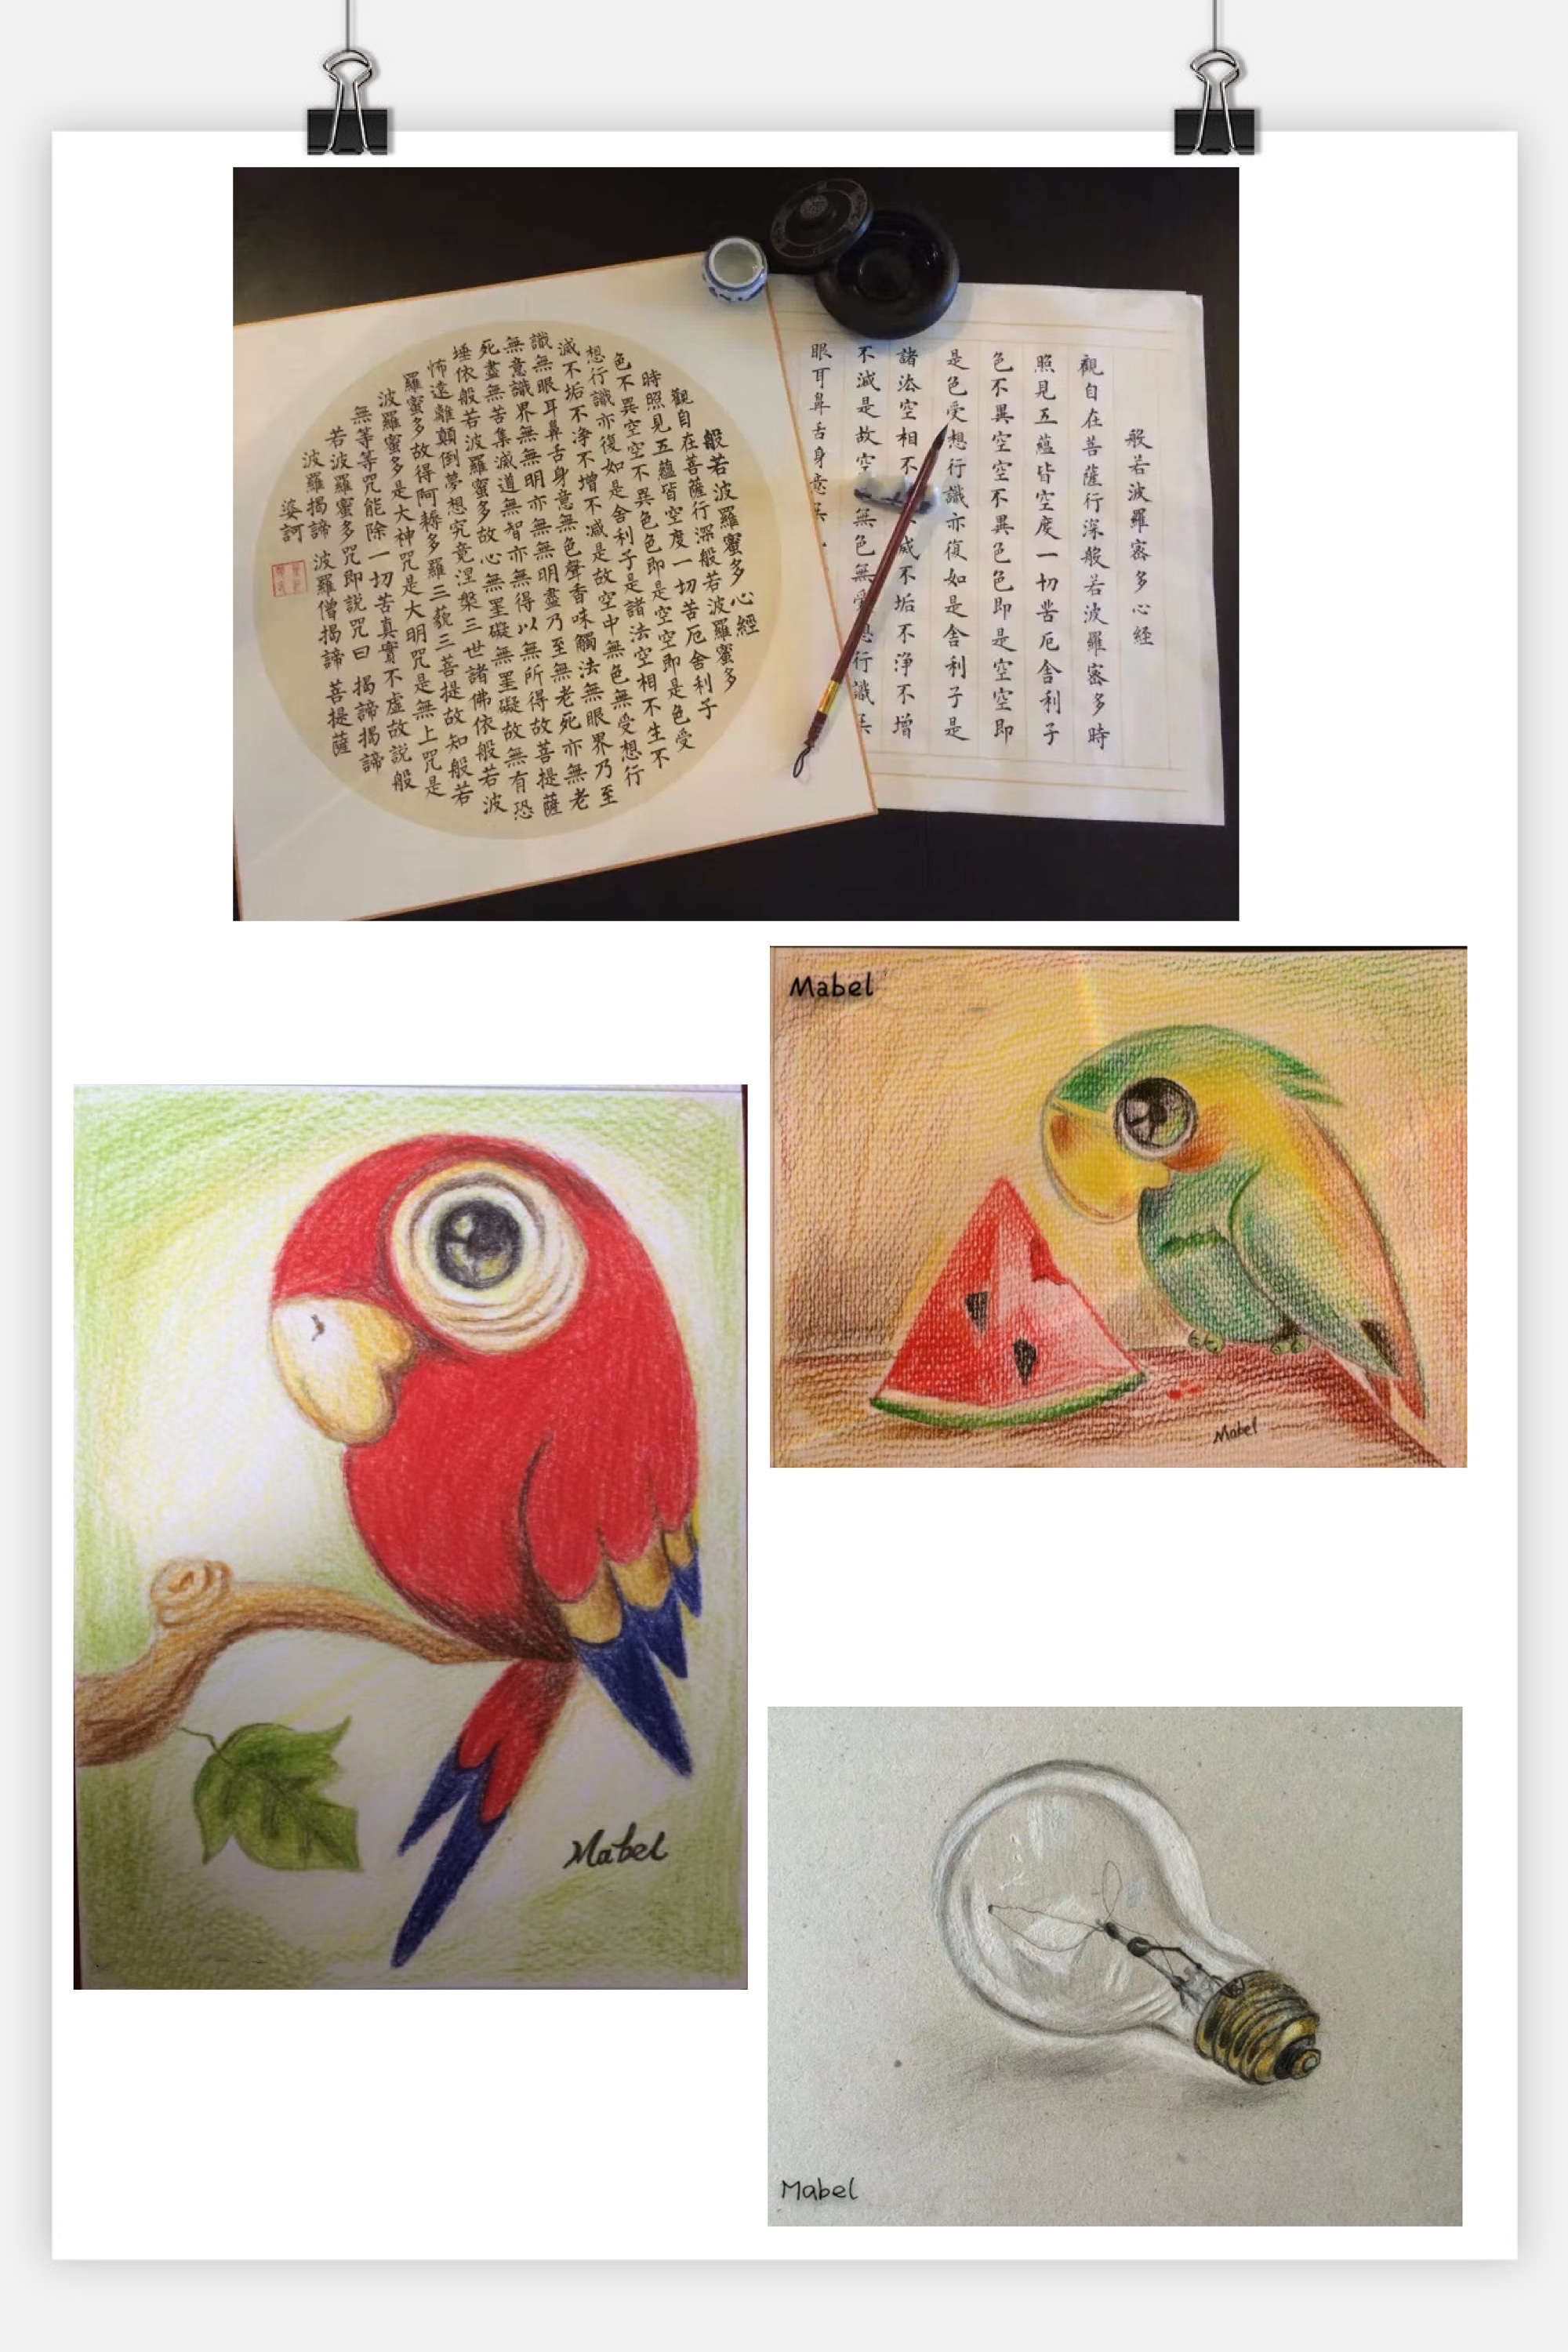 般若波羅蜜多心經
觀自在菩薩行深般若波羅蜜多
時照見五蘊皆空度一切苦厄舍利子
色不異空空不異色色即是空空即是色受
想行識亦復如是舍利子是諸法空相不生不
滅不垢不净不增不减是故空中無色無受想行
識無眼耳鼻舌身意無色聲香味觸法無眼界乃至
無意識界無無明亦無無明盡乃至無老死亦無老
死盡無苦集滅道無智亦無得以無所得故菩提薩
埵依般若波羅蜜多故心無罣礙無罣礙故無有恐
怖遠離顛倒夢想究竟涅槃三世諸佛依般若波
羅蜜多故得阿耨多羅三藐三菩提故知般若
波羅蜜多是大神咒是大明咒是無上咒是
無等等咒能除一切苦真實不虛故説般
若波羅蜜多咒即説咒曰 揭諦揭諦
波羅揭諦 波羅僧揭諦 菩提薩
婆訶
般若波羅密多心經
觀自在菩薩行深般若波羅密多時
照見五蘊皆空度一切苦厄舍利子
色不異空空不異色色即是空空即
是色受想行識亦復如是舍利子是
諸法空相不 滅不垢不淨不增
不減是故空 無色無受想行識無
眼耳鼻舌身意無
Mabel
Mabel
Mabel
Mabel